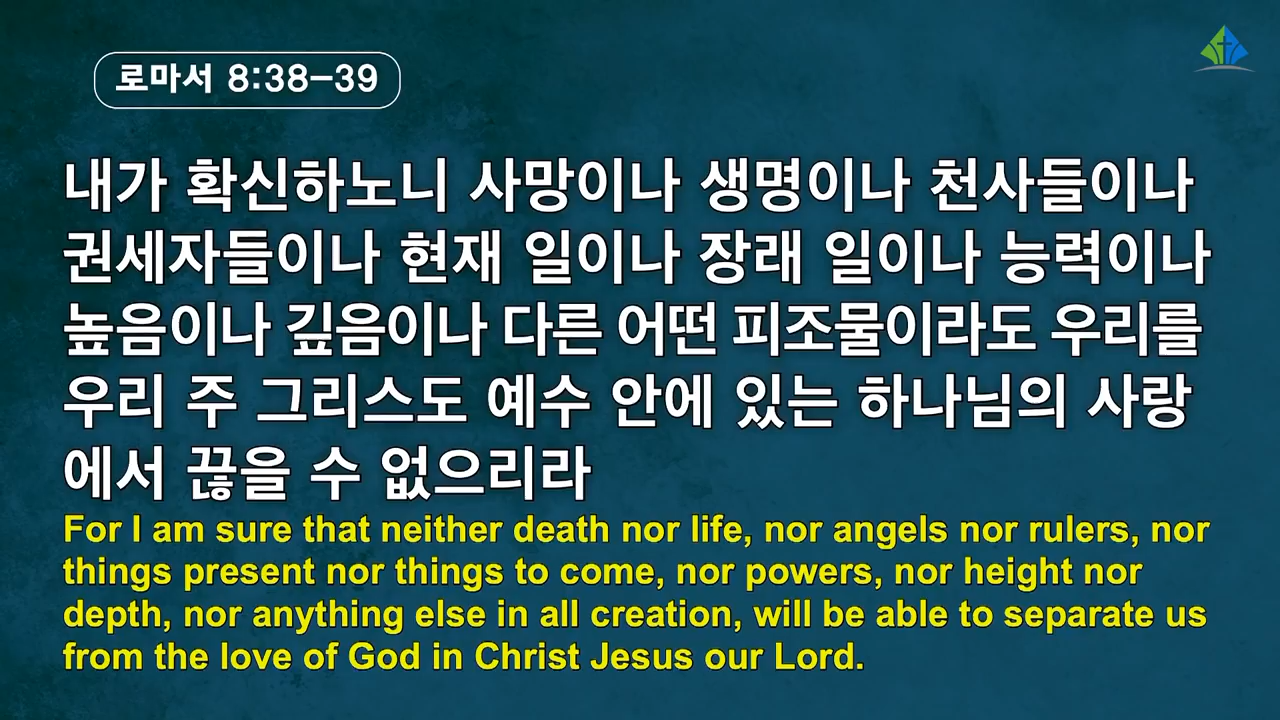 로마서 8:38-39
내가 확신하노니 사망이나 생명이나 천사들이나
권세자들이나 현재 일이나 장래 일이나 능력이나
높음이나 깊음이나 다른 어떤 피조물이라도 우리를
우리 주 그리스도 예수 안에 있는 하나님의 사랑
에서 끊을 수 없으리라
For I am sure that neither death nor life, nor angels nor rulers, nor
things present nor things to come, nor powers, nor height nor
depth, nor anything else in all creation, will be able to separate us
from the love of God in Christ Jesus our Lord.